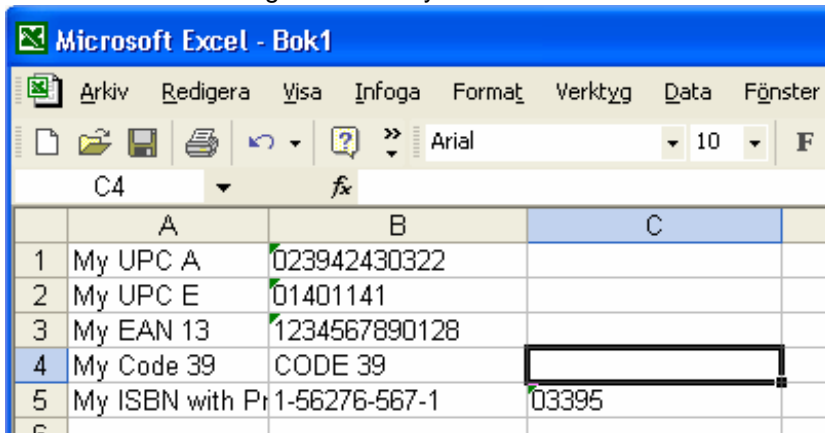 Microsoft Excel - Bok1
Arkiv Redigera Visa Infoga Format Verktyg Data Fönster
Arial 10 F
C4 fx
A B C
1 My UPC A 023942430322
2 My UPC E 01401141
3 My EAN 13 1234567890128
4 My Code 39 CODE 39
5 My ISBN with Pr 1-56276-567-1 03395